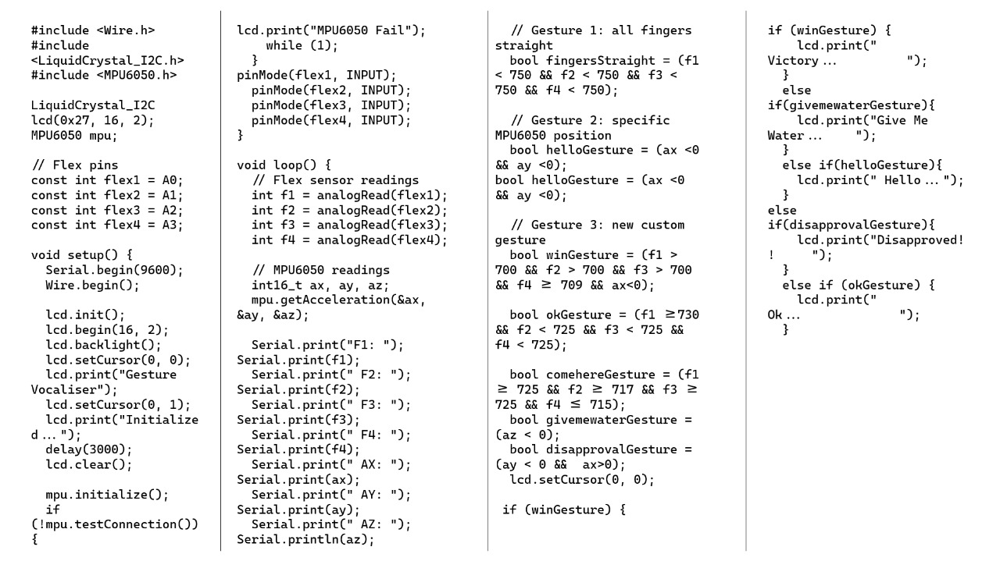 #include <Wire.h>
#include
<LiquidCrystal_I2C.h>
#include <MPU6050.h>

LiquidCrystal_I2C
lcd(0x27, 16, 2);
MPU6050 mpu;

// Flex pins
const int flex1 = A0;
const int flex2 = A1;
const int flex3 = A2;
const int flex4 = A3;

void setup() {
  Serial.begin(9600);
  Wire.begin();

  lcd.init();
  lcd.begin(16, 2);
  lcd.backlight();
  lcd.setCursor(0, 0);
  lcd.print("Gesture
Vocaliser");
  lcd.setCursor(0, 1);
  lcd.print("Initialize
d...");
  delay(3000);
  lcd.clear();

  mpu.initialize();
  if
(!mpu.testConnection())
{
lcd.print("MPU6050 Fail");
    while (1);
  }
pinMode(flex1, INPUT);
  pinMode(flex2, INPUT);
  pinMode(flex3, INPUT);
  pinMode(flex4, INPUT);
}

void loop() {
  // Flex sensor readings
  int f1 = analogRead(flex1);
  int f2 = analogRead(flex2);
  int f3 = analogRead(flex3);
  int f4 = analogRead(flex4);

  // MPU6050 readings
  int16_t ax, ay, az;
  mpu.getAcceleration(&ax,
&ay, &az);

  Serial.print("F1: ");
Serial.print(f1);
  Serial.print(" F2: ");
Serial.print(f2);
  Serial.print(" F3: ");
Serial.print(f3);
  Serial.print(" F4: ");
Serial.print(f4);
  Serial.print(" AX: ");
Serial.print(ax);
  Serial.print(" AY: ");
Serial.print(ay);
  Serial.print(" AZ: ");
Serial.println(az);
  // Gesture 1: all fingers
straight
  bool fingersStraight = (f1
< 750 && f2 < 750 && f3 <
750 && f4 < 750);

  // Gesture 2: specific
MPU6050 position
  bool helloGesture = (ax <0
&& ay <0);
bool helloGesture = (ax <0
&& ay <0);

  // Gesture 3: new custom
gesture
  bool winGesture = (f1 >
700 && f2 > 700 && f3 > 700
&& f4 ≥ 709 && ax<0);

  bool okGesture = (f1 ≥730
&& f2 < 725 && f3 < 725 &&
f4 < 725);

  bool comehereGesture = (f1
≥ 725 && f2 ≥ 717 && f3 ≥
725 && f4 ≤ 715);
  bool givemewaterGesture =
(az < 0);
  bool disapprovalGesture =
(ay < 0 &&  ax>0);
  lcd.setCursor(0, 0);

 if (winGesture) {
if (winGesture) {
    lcd.print("
Victory...         ");
  }
  else
if(givemewaterGesture){
    lcd.print("Give Me
Water...    ");
  }
  else if(helloGesture){
    lcd.print(" Hello...");
  }
else
if(disapprovalGesture){
    lcd.print("Disapproved!
!     ");
  }
  else if (okGesture) {
    lcd.print("
Ok...             ");
  }